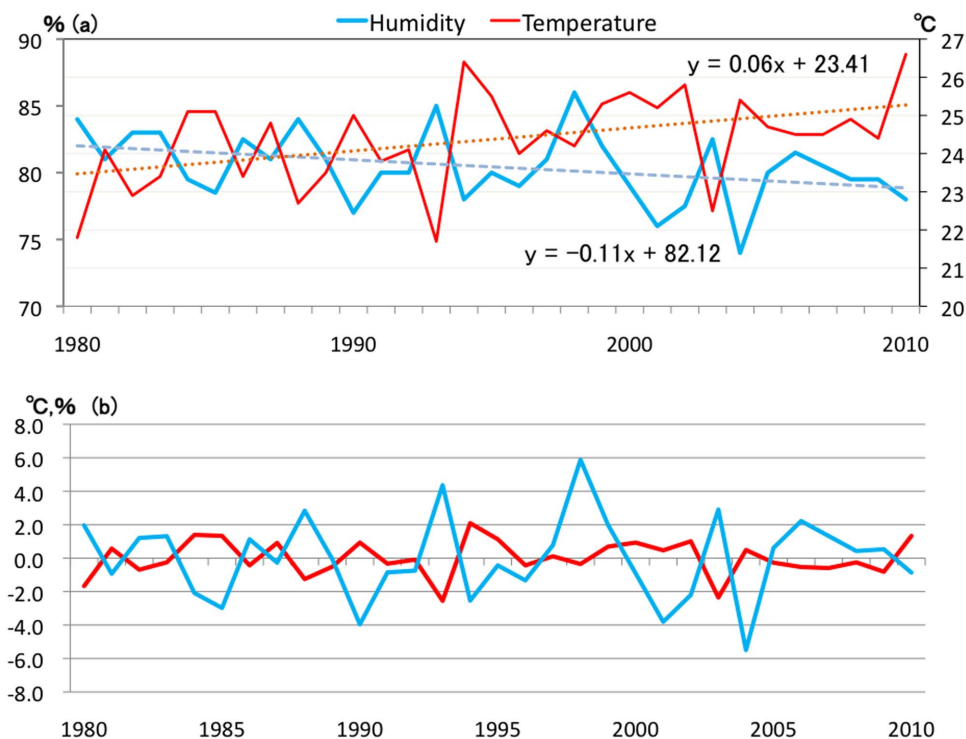 % (a) Humidity Temperature ℃
90 27
26
y = 0.06x + 23.41
85 25
24
80 23
22
75 y = −0.11x + 82.12
21
70 20
1980 1990 2000 2010
℃,% (b)
8.0
6.0
4.0
2.0
0.0
-2.0
-4.0
-6.0
-8.0
1980 1985 1990 1995 2000 2005 2010